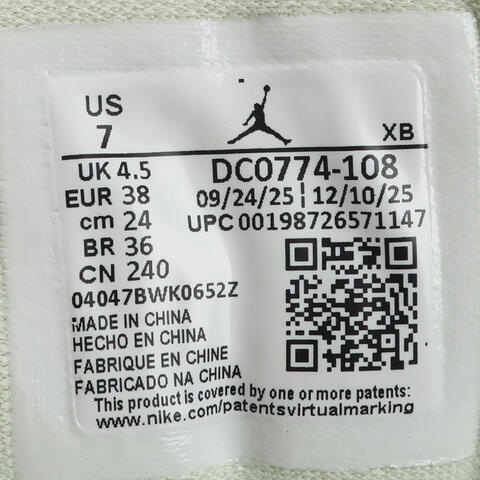 US
7
XB
UK 4.5
DC0774-108
EUR 38
09/24/25 | 12/10/25
cm 24
UPC 00198726571147
BR 36
CN 240
04047BWK0652Z
MADE IN CHINA
HECHO EN CHINA
FABRIQUE EN CHINE
FABRICADO NA CHINA
This product is covered by one or more patents.
www.nike.com/patentsvirtualmarking